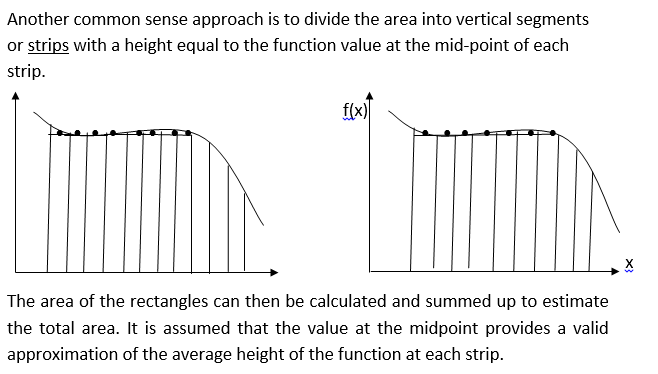 Another common sense approach is to divide the area into vertical segments
or strips with a height equal to the function value at the mid-point of each
strip.
f(x)
x
The area of the rectangles can then be calculated and summed up to estimate
the total area. It is assumed that the value at the midpoint provides a valid
approximation of the average height of the function at each strip.